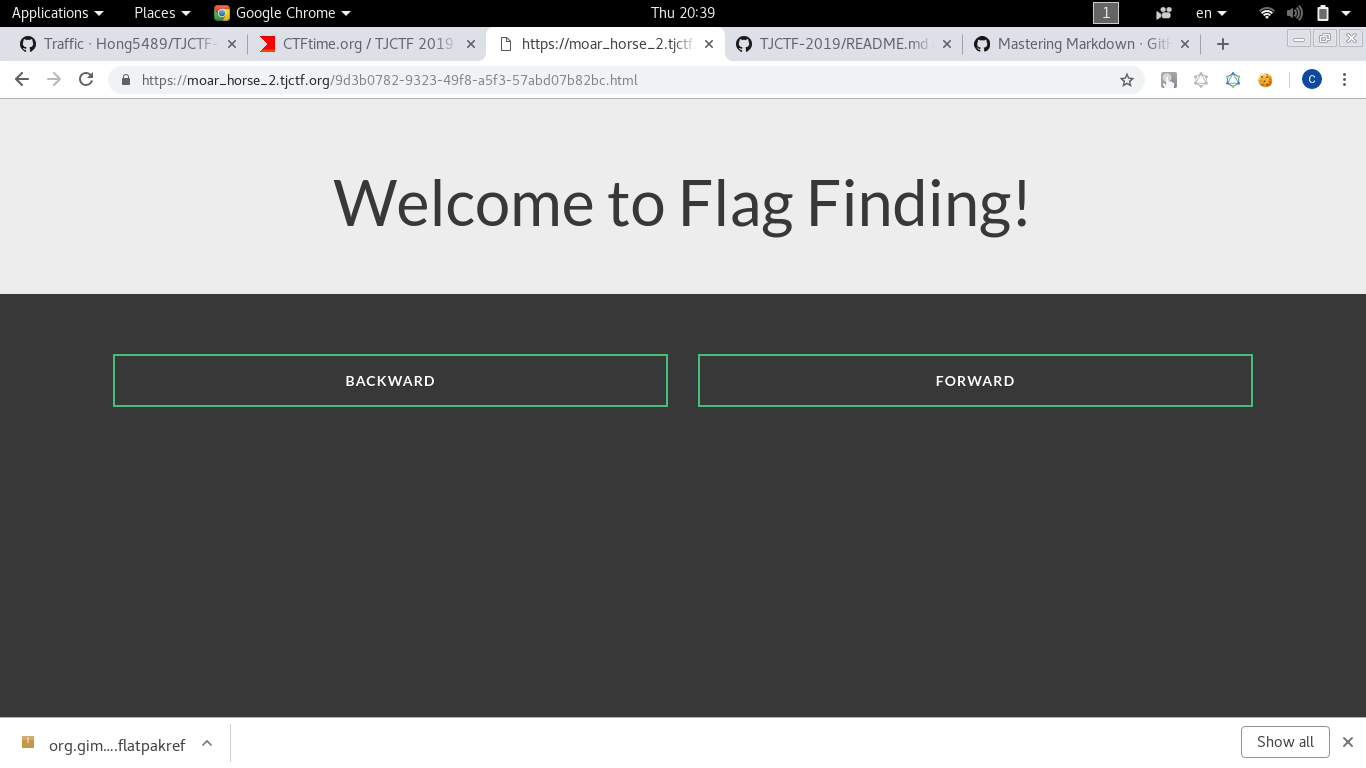 Applications Places Google Chrome Thu 20:39 1 en
Traffic · Hong5489/TJCTF- CTFtime.org / TJCTF 2019 https://moar_horse_2.tjctf. TJCTF-2019/README.md Mastering Markdown · Git
https://moar_horse_2.tjctf.org/9d3b0782-9323-49f8-a5f3-57abd07b82bc.html C
Welcome to Flag Finding!
BACKWARD FORWARD
org.gim....flatpakref Show all